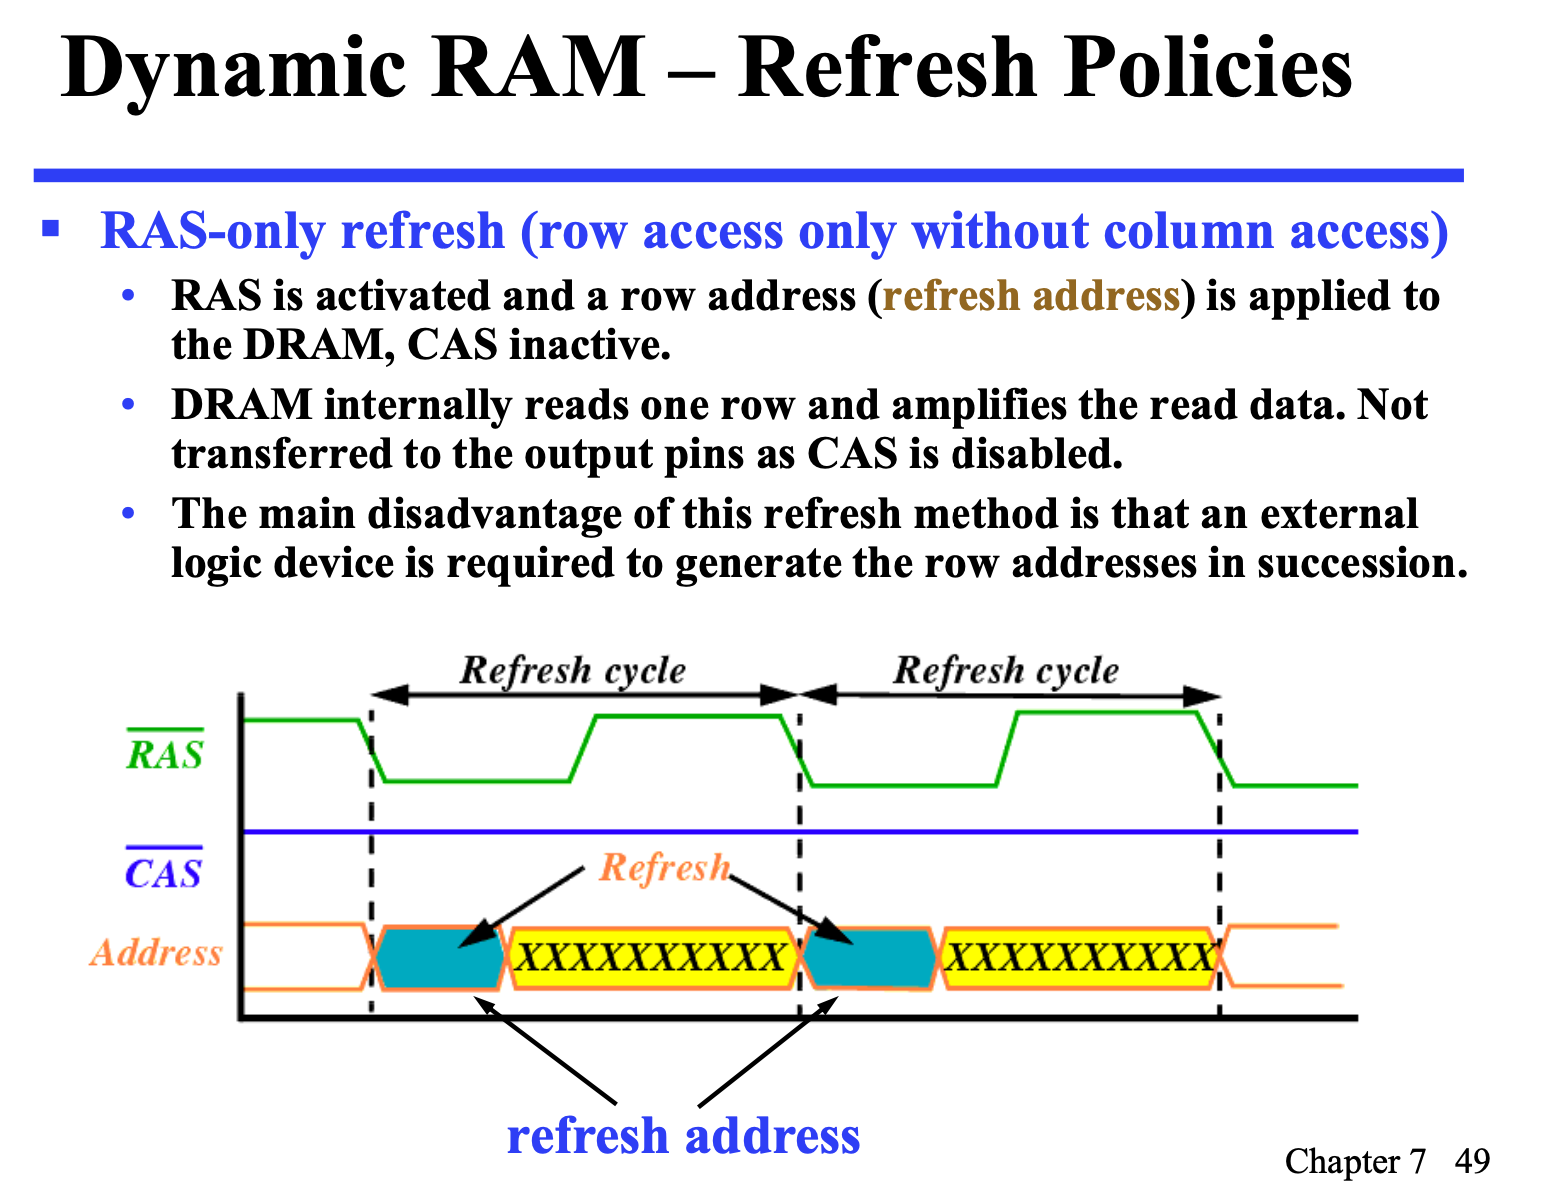 Dynamic RAM – Refresh Policies
▪ RAS-only refresh (row access only without column access)
• RAS is activated and a row address (refresh address) is applied to
the DRAM, CAS inactive.
• DRAM internally reads one row and amplifies the read data. Not
transferred to the output pins as CAS is disabled.
• The main disadvantage of this refresh method is that an external
logic device is required to generate the row addresses in succession.
Refresh cycle Refresh cycle
RAS
CAS
Refresh
Address XXXXXXXXXX XXXXXXXXXX
refresh address
Chapter 7 49